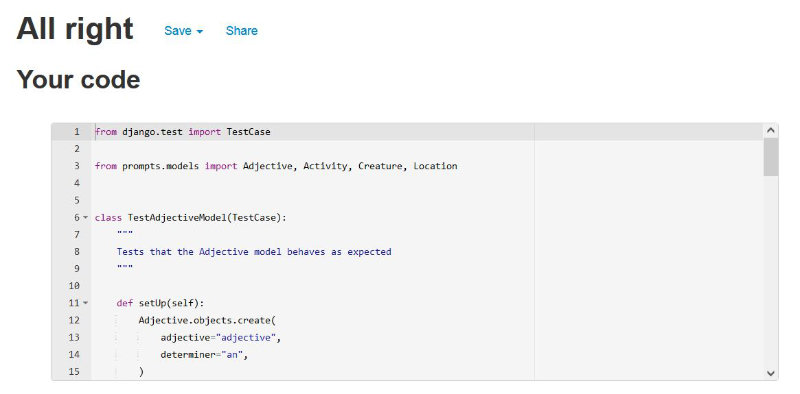 All right Save Share
Your code
1 from django.test import TestCase
2
3 from prompts.models import Adjective, Activity, Creature, Location
4
5
6 class TestAdjectiveModel(TestCase):
7 """
8 Tests that the Adjective model behaves as expected
9 """
10
11 def setUp(self):
12 Adjective.objects.create(
13 adjective="adjective",
14 determiner="an",
15 )